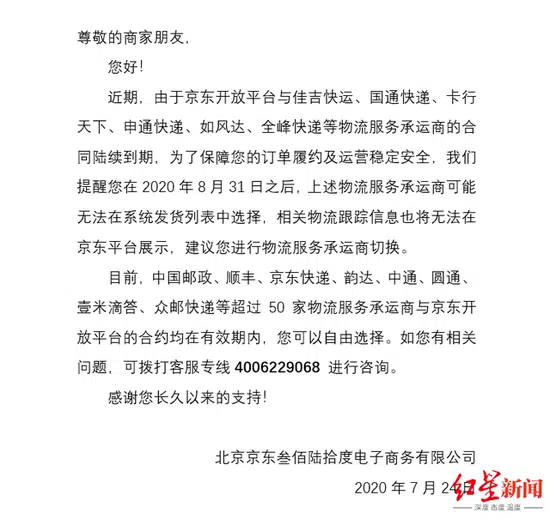 尊敬的商家朋友，
您好！
近期，由于京东开放平台与佳吉快运、国通快递、卡行
天下、申通快递、如风达、全峰快递等物流服务承运商的合
同陆续到期，为了保障您的订单履约及运营稳定安全，我们
提醒您在 2020 年 8 月 31 日之后，上述物流服务承运商可能
无法在系统发货列表中选择，相关物流跟踪信息也将无法在
京东平台展示，建议您进行物流服务承运商切换。
目前，中国邮政、顺丰、京东快递、韵达、中通、圆通、
壹米滴答、众邮快递等超过 50 家物流服务承运商与京东开
放平台的合约均在有效期内，您可以自由选择。如您有相关
问题，可拨打客服专线 4006229068 进行咨询。
感谢您长久以来的支持！
北京京东叁佰陆拾度电子商务有限公司
2020 年 7 月 24日
红星新闻
深度 态度 温度